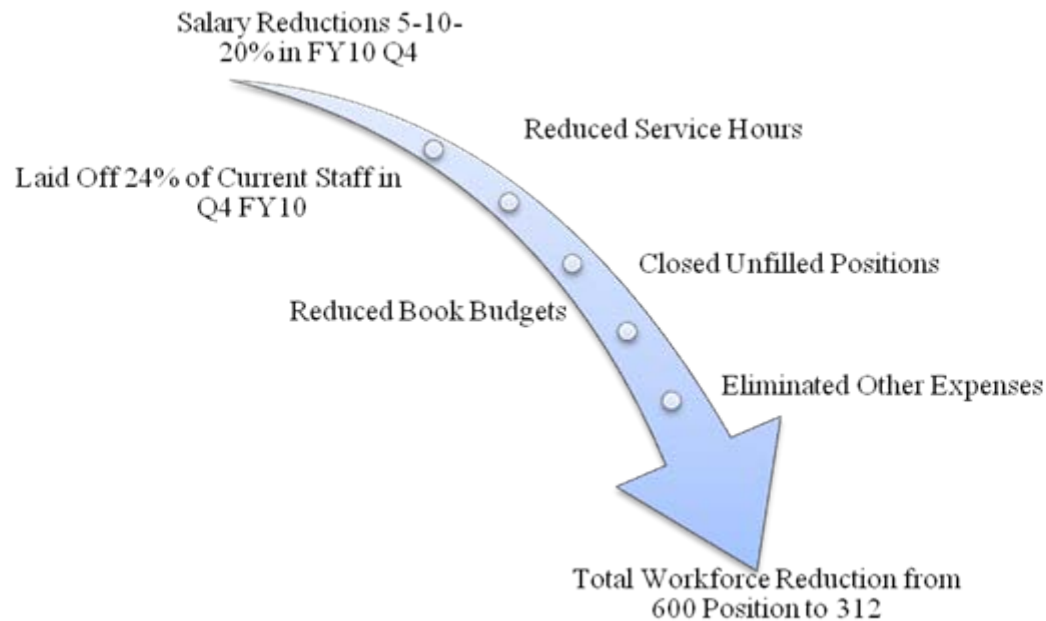 Salary Reductions 5-10-
20% in FY10 Q4
Reduced Service Hours
Laid Off 24% of Current Staff in
Q4 FY10
Closed Unfilled Positions
Reduced Book Budgets
Eliminated Other Expenses
Total Workforce Reduction from
600 Position to 312